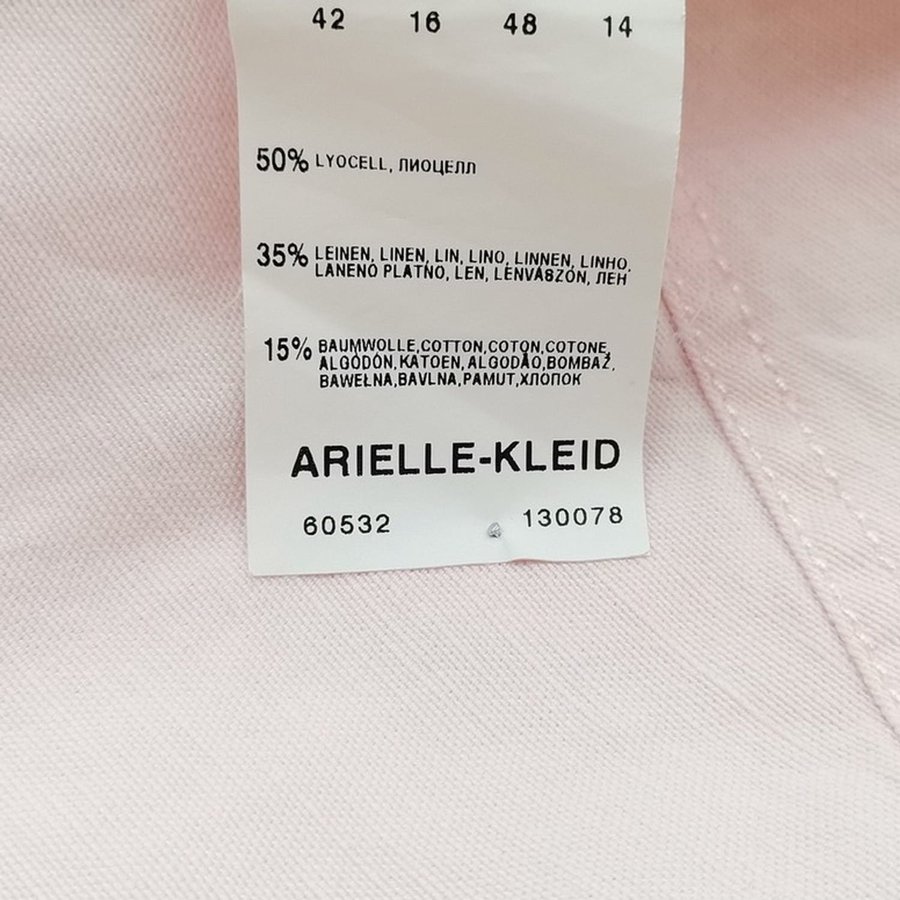 42 16 48 14
50% LYOCELL, ЛИОЦЕЛЛ
35% LEINEN, LINEN, LIN, LINO, LINNEN, LINHO,
LANENÓ PLATNO, LEN, LENVÁSZON, ЛЕН
15% BAUMWOLLE,COTTON,COTON,COTONE,
ALGODÓN,KATOEN,ALGODÃO,BOMBAŽ,
BAWEŁNA,BAVLNA,PAMUT,ХЛОПОК
ARIELLE-KLEID
60532 130078